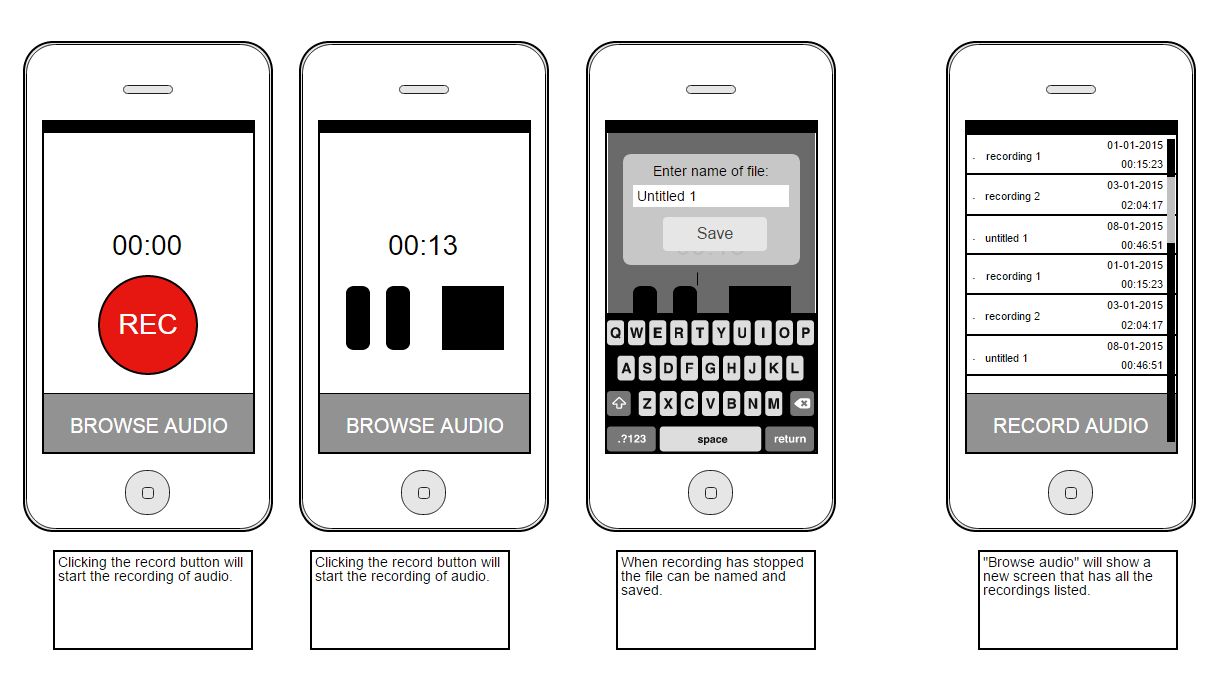 00:00
REC
BROWSE AUDIO
Clicking the record button will
start the recording of audio.
00:13
BROWSE AUDIO
Clicking the record button will
start the recording of audio.
Enter name of file:
Untitled 1
Save
00:13
Q W E R T Y U I O P
A S D F G H J K L
Z X C V B N M
.?123 space return
When recording has stopped
the file can be named and
saved.
01-01-2015
recording 1
00:15:23
03-01-2015
recording 2
02:04:17
08-01-2015
untitled 1
00:46:51
01-01-2015
recording 1
00:15:23
03-01-2015
recording 2
02:04:17
08-01-2015
untitled 1
00:46:51
RECORD AUDIO
"Browse audio" will show a
new screen that has all the
recordings listed.